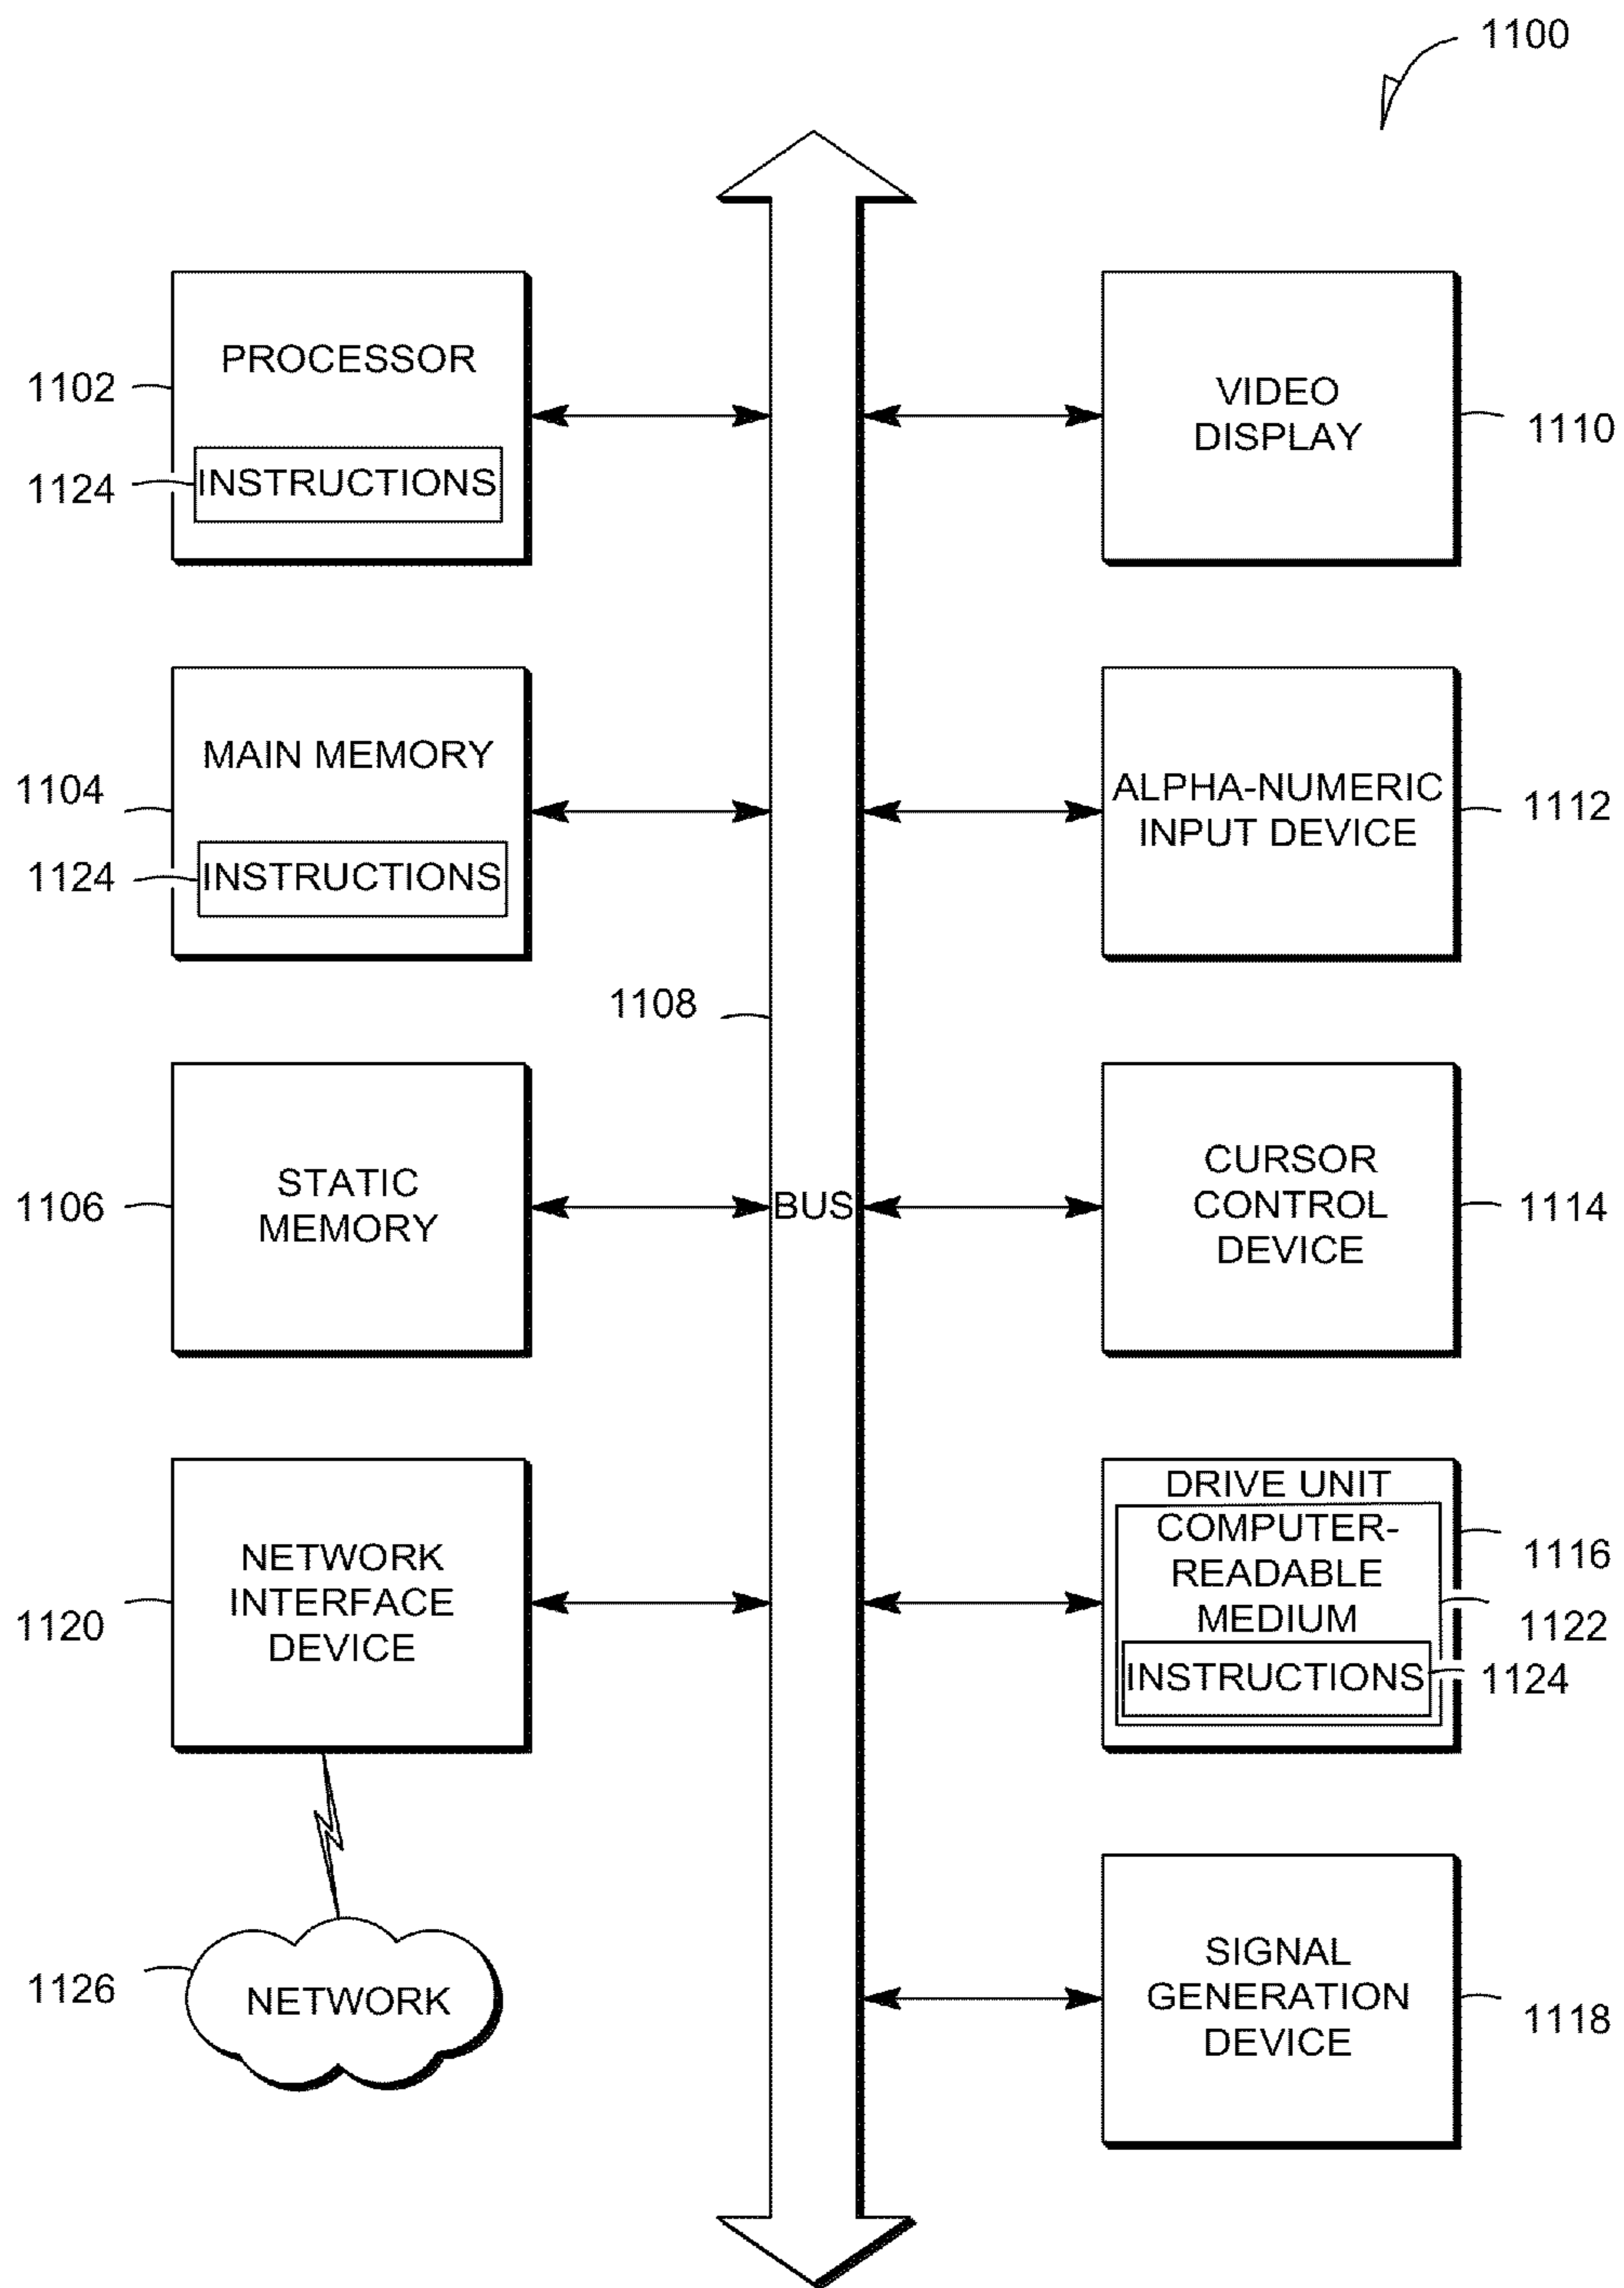 1100
PROCESSOR
1102
1124
INSTRUCTIONS
VIDEO
DISPLAY
1110
MAIN MEMORY
1104
1124
INSTRUCTIONS
ALPHA-NUMERIC
INPUT DEVICE
1112
1108
STATIC
MEMORY
1106
BUS
CURSOR
CONTROL
DEVICE
1114
NETWORK
INTERFACE
DEVICE
1120
DRIVE UNIT
COMPUTER-
READABLE
MEDIUM
1116
1122
INSTRUCTIONS
1124
1126
NETWORK
SIGNAL
GENERATION
DEVICE
1118